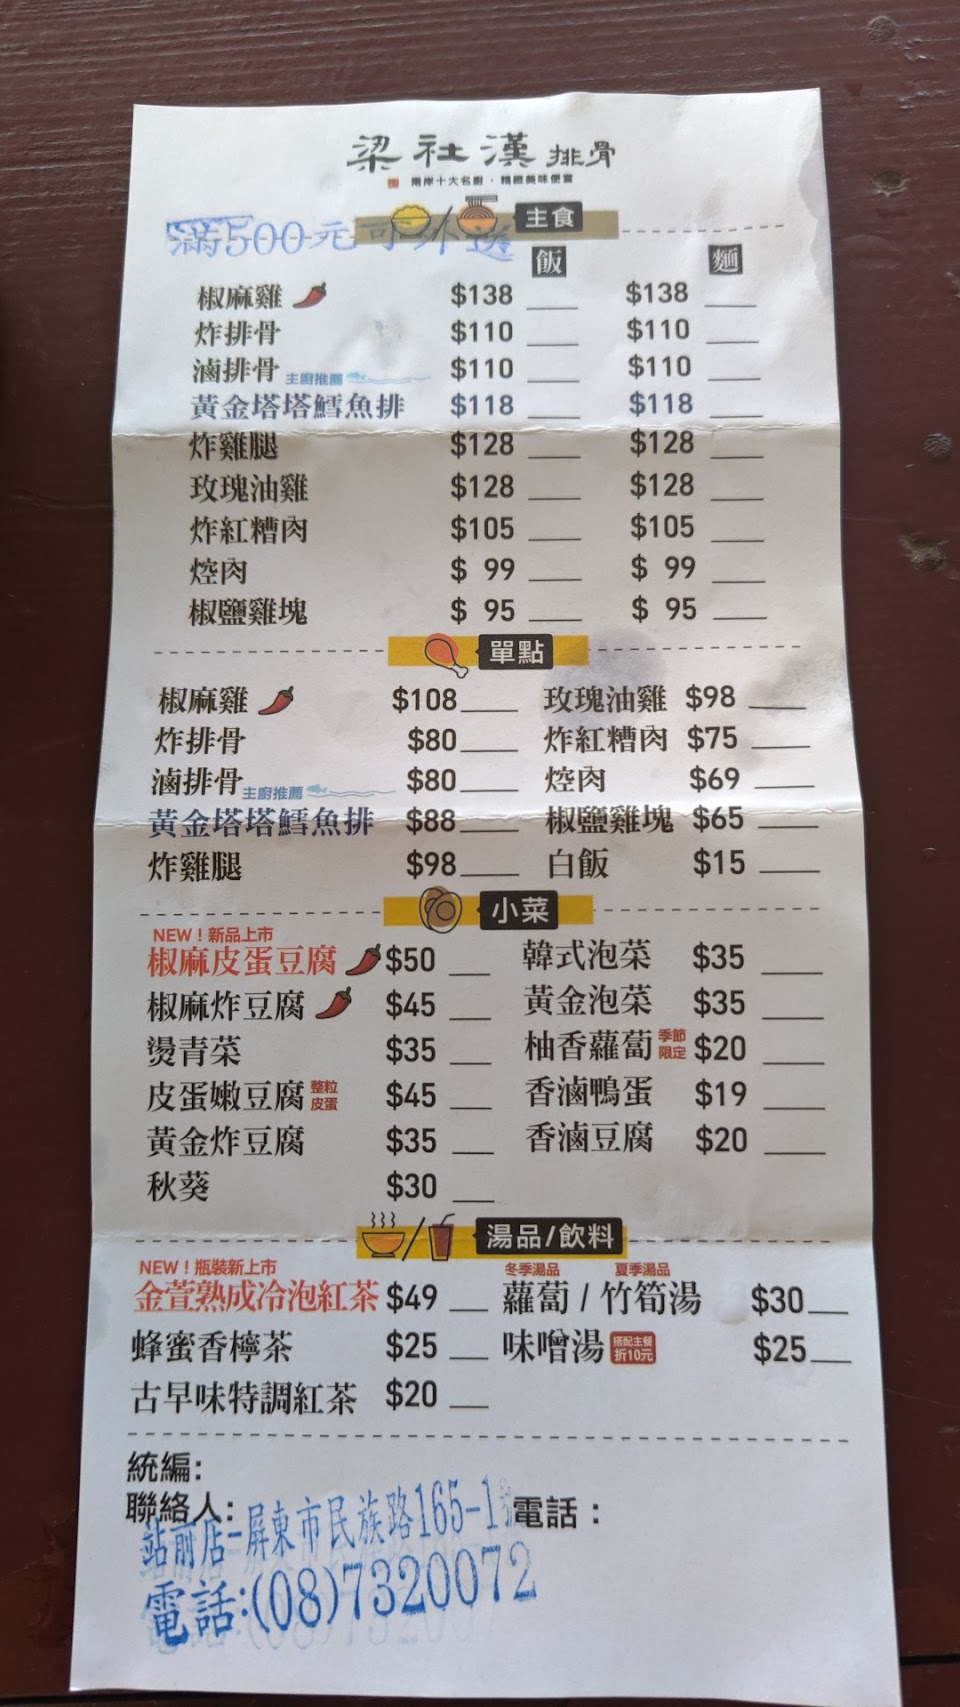 梁社漢排骨
兩岸十大名廚・精緻美味便當
滿500元可外送
主食
飯 麵
椒麻雞 $138 $138
炸排骨 $110 $110
滷排骨 $110 $110
主廚推薦
黃金塔塔鱈魚排 $118 $118
炸雞腿 $128 $128
玫瑰油雞 $128 $128
炸紅糟肉 $105 $105
焢肉 $ 99 $ 99
椒鹽雞塊 $ 95 $ 95
單點
椒麻雞 $108 玫瑰油雞 $98
炸排骨 $80 炸紅糟肉 $75
滷排骨 $80 焢肉 $69
主廚推薦
黃金塔塔鱈魚排 $88 椒鹽雞塊 $65
炸雞腿 $98 白飯 $15
小菜
NEW！新品上市
椒麻皮蛋豆腐 $50 韓式泡菜 $35
椒麻炸豆腐 $45 黃金泡菜 $35
燙青菜 $35 柚香蘿蔔 季節限定 $20
皮蛋嫩豆腐 整粒皮蛋 $45 香滷鴨蛋 $19
黃金炸豆腐 $35 香滷豆腐 $20
秋葵 $30
湯品/飲料
NEW！瓶裝新上市 冬季湯品 夏季湯品
金萱熟成冷泡紅茶 $49 蘿蔔 / 竹筍湯 $30
蜂蜜香檸茶 $25 味噌湯 搭配主餐折10元 $25
古早味特調紅茶 $20
統編:
聯絡人: 電話：
站前店-屏東市民族路165-1號
電話:(08)7320072